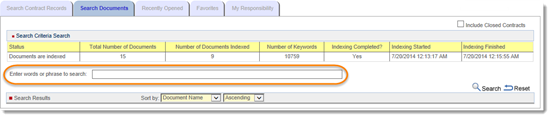 Search Contract Records Search Documents Recently Opened Favorites My Responsibility
Include Closed Contracts
Search Criteria Search
Status Total Number of Documents Number of Documents Indexed Number of Keywords Indexing Completed? Indexing Started Indexing Finished
Documents are indexed 15 9 10759 Yes 7/20/2014 12:13:17 AM 7/20/2014 12:15:55 AM
Enter words or phrase to search:
Search Reset
Search Results Sort by: Document Name Ascending